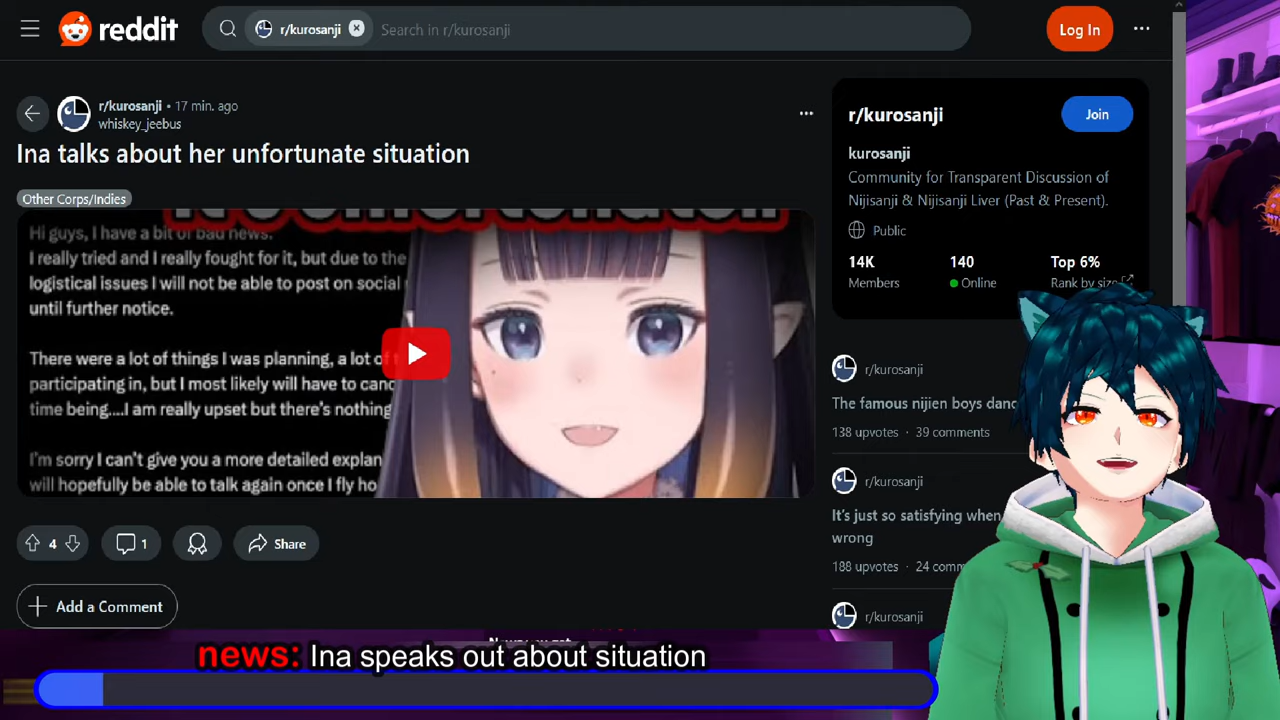 reddit
r/kurosanji
Search in r/kurosanji
Log In
r/kurosanji • 17 min. ago
whiskey_jeebus
Ina talks about her unfortunate situation
Other Corps/Indies
Hi guys, I have a bit of bad news.
I really tried and I really fought for it, but due to the
logistical issues I will not be able to post on social
until further notice.
There were a lot of things I was planning, a lot of
participating in, but I most likely will have to canc
time being....I am really upset but there's nothing
I'm sorry I can't give you a more detailed explan
will hopefully be able to talk again once I fly ho
4
1
Share
Add a Comment
r/kurosanji
Join
kurosanji
Community for Transparent Discussion of
Nijisanji & Nijisanji Liver (Past & Present).
Public
14K
140
Top 6%
Members
Online
Rank by size
r/kurosanji
The famous nijien boys danc
138 upvotes · 39 comments
r/kurosanji
It's just so satisfying when
wrong
188 upvotes · 24 comm
r/kurosanji
news: Ina speaks out about situation